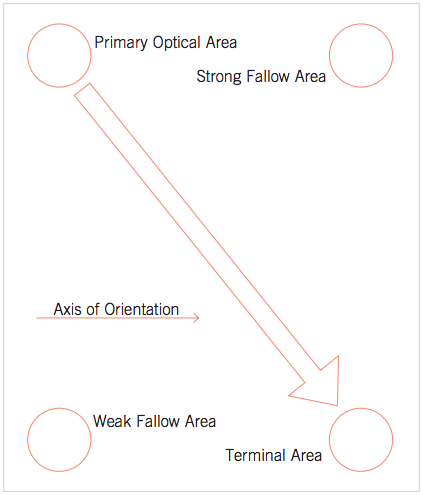 Primary Optical Area
Strong Fallow Area
Axis of Orientation
Weak Fallow Area
Terminal Area